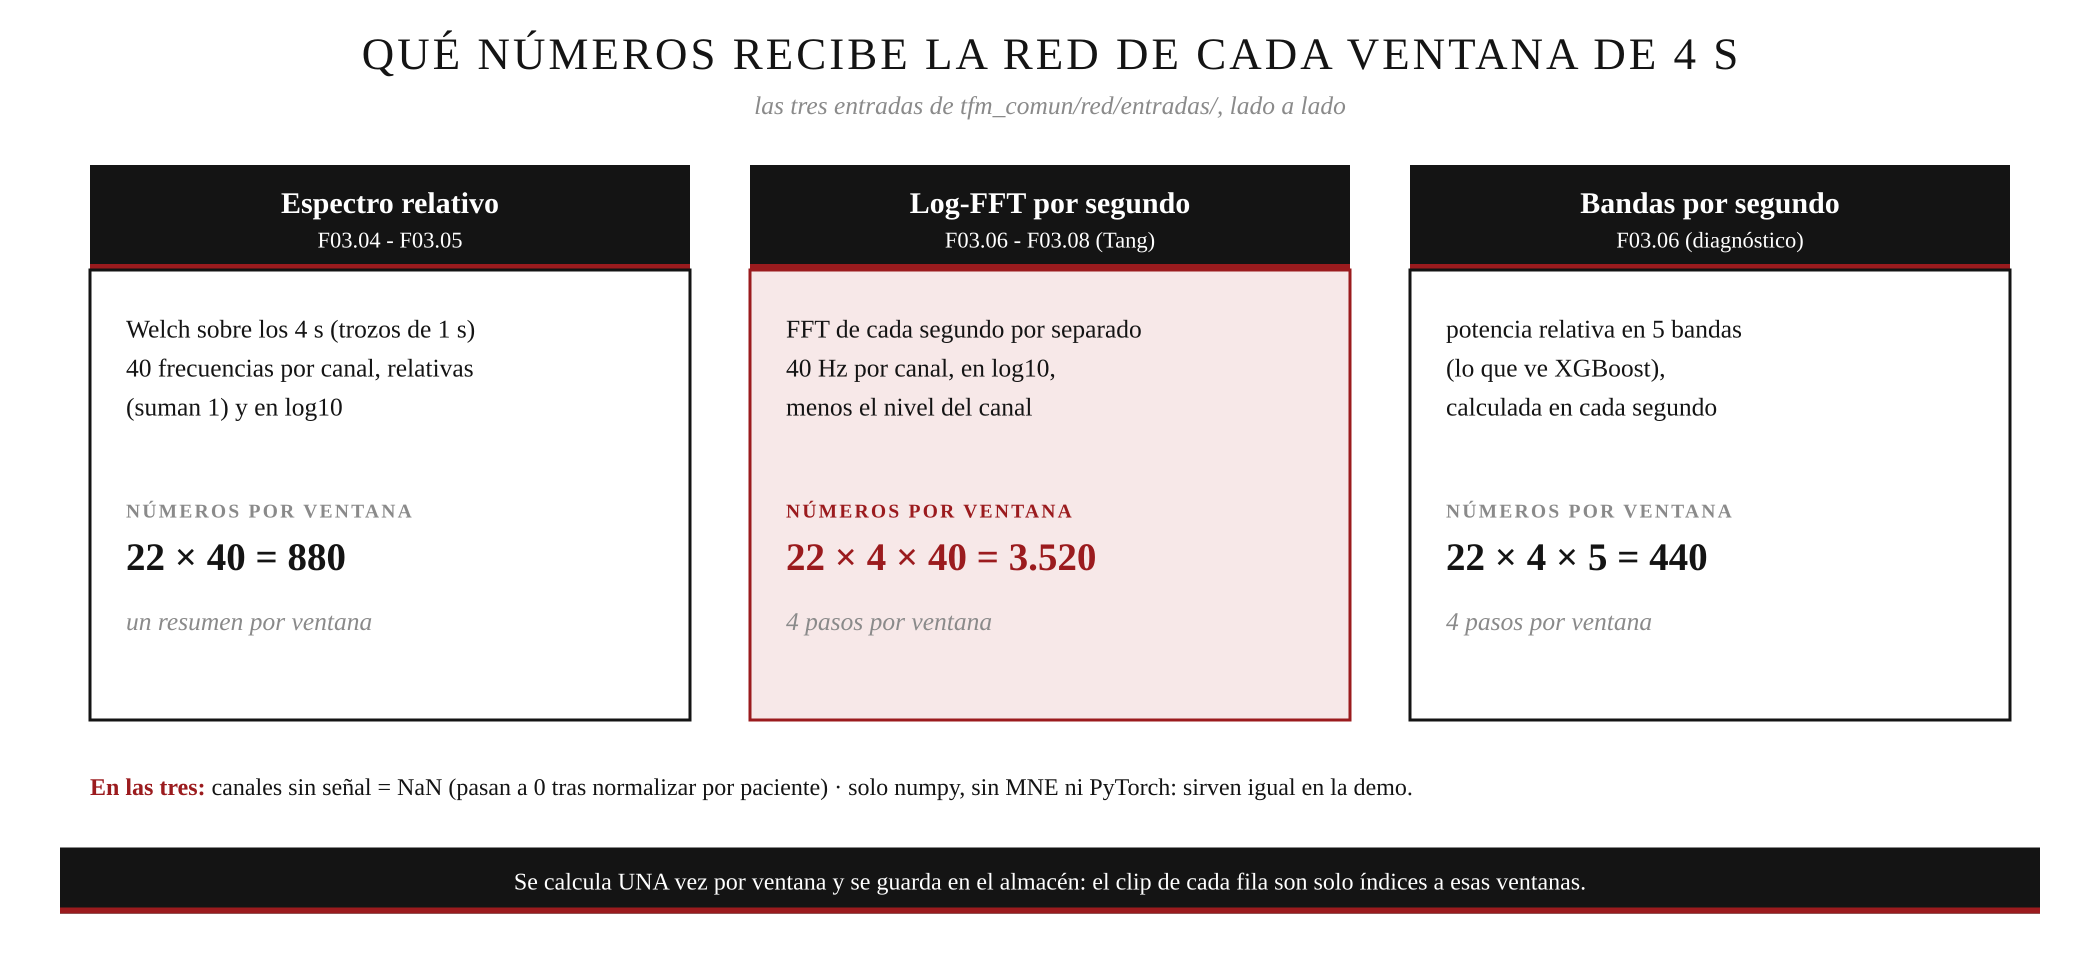 QUÉ NÚMEROS RECIBE LA RED DE CADA VENTANA DE 4 S
las tres entradas de tfm_comun/red/entradas/, lado a lado
Espectro relativo
F03.04 - F03.05
Welch sobre los 4 s (trozos de 1 s)
40 frecuencias por canal, relativas
(suman 1) y en log10
NÚMEROS POR VENTANA
22 × 40 = 880
un resumen por ventana
Log-FFT por segundo
F03.06 - F03.08 (Tang)
FFT de cada segundo por separado
40 Hz por canal, en log10,
menos el nivel del canal
NÚMEROS POR VENTANA
22 × 4 × 40 = 3.520
4 pasos por ventana
Bandas por segundo
F03.06 (diagnóstico)
potencia relativa en 5 bandas
(lo que ve XGBoost),
calculada en cada segundo
NÚMEROS POR VENTANA
22 × 4 × 5 = 440
4 pasos por ventana
En las tres: canales sin señal = NaN (pasan a 0 tras normalizar por paciente) · solo numpy, sin MNE ni PyTorch: sirven igual en la demo.
Se calcula UNA vez por ventana y se guarda en el almacén: el clip de cada fila son solo índices a esas ventanas.